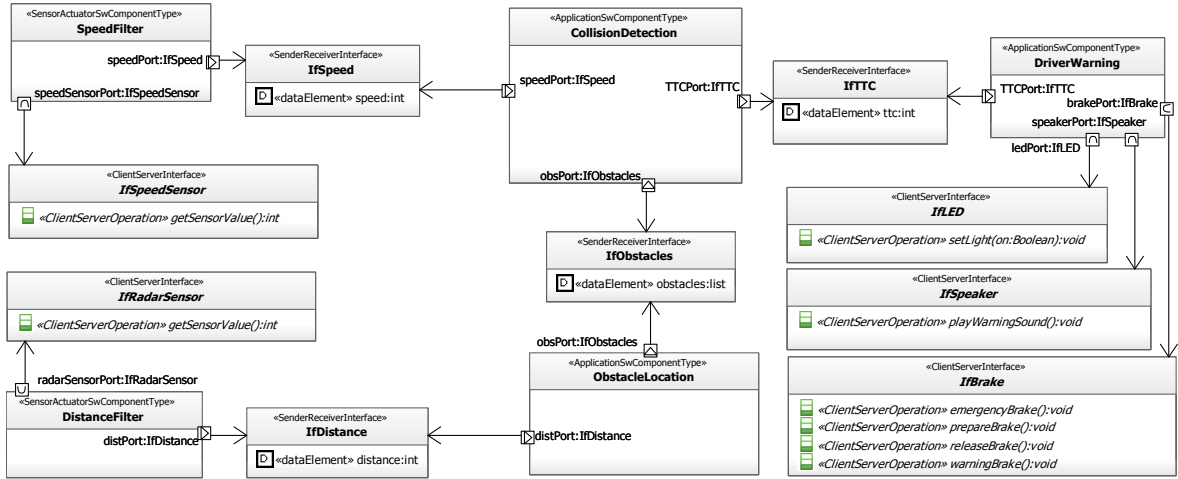 «SensorActuatorSwComponentType»
SpeedFilter
speedPort:IfSpeed
speedSensorPort:IfSpeedSensor
«SenderReceiverInterface»
IfSpeed
D «dataElement» speed:int
«ApplicationSwComponentType»
CollisionDetection
speedPort:IfSpeed
TTCPort:IfTTC
obsPort:IfObstacles
«SenderReceiverInterface»
IfTTC
D «dataElement» ttc:int
«ApplicationSwComponentType»
DriverWarning
TTCPort:IfTTC
brakePort:IfBrake
speakerPort:IfSpeaker
ledPort:IfLED
«ClientServerInterface»
IfSpeedSensor
«ClientServerOperation» getSensorValue():int
«ClientServerInterface»
IfLED
«ClientServerOperation» setLight(on:Boolean):void
«SenderReceiverInterface»
IfObstacles
D «dataElement» obstacles:list
«ClientServerInterface»
IfRadarSensor
«ClientServerOperation» getSensorValue():int
«ClientServerInterface»
IfSpeaker
«ClientServerOperation» playWarningSound():void
radarSensorPort:IfRadarSensor
«SensorActuatorSwComponentType»
DistanceFilter
distPort:IfDistance
«SenderReceiverInterface»
IfDistance
D «dataElement» distance:int
obsPort:IfObstacles
«ApplicationSwComponentType»
ObstacleLocation
distPort:IfDistance
«ClientServerInterface»
IfBrake
«ClientServerOperation» emergencyBrake():void
«ClientServerOperation» prepareBrake():void
«ClientServerOperation» releaseBrake():void
«ClientServerOperation» warningBrake():void